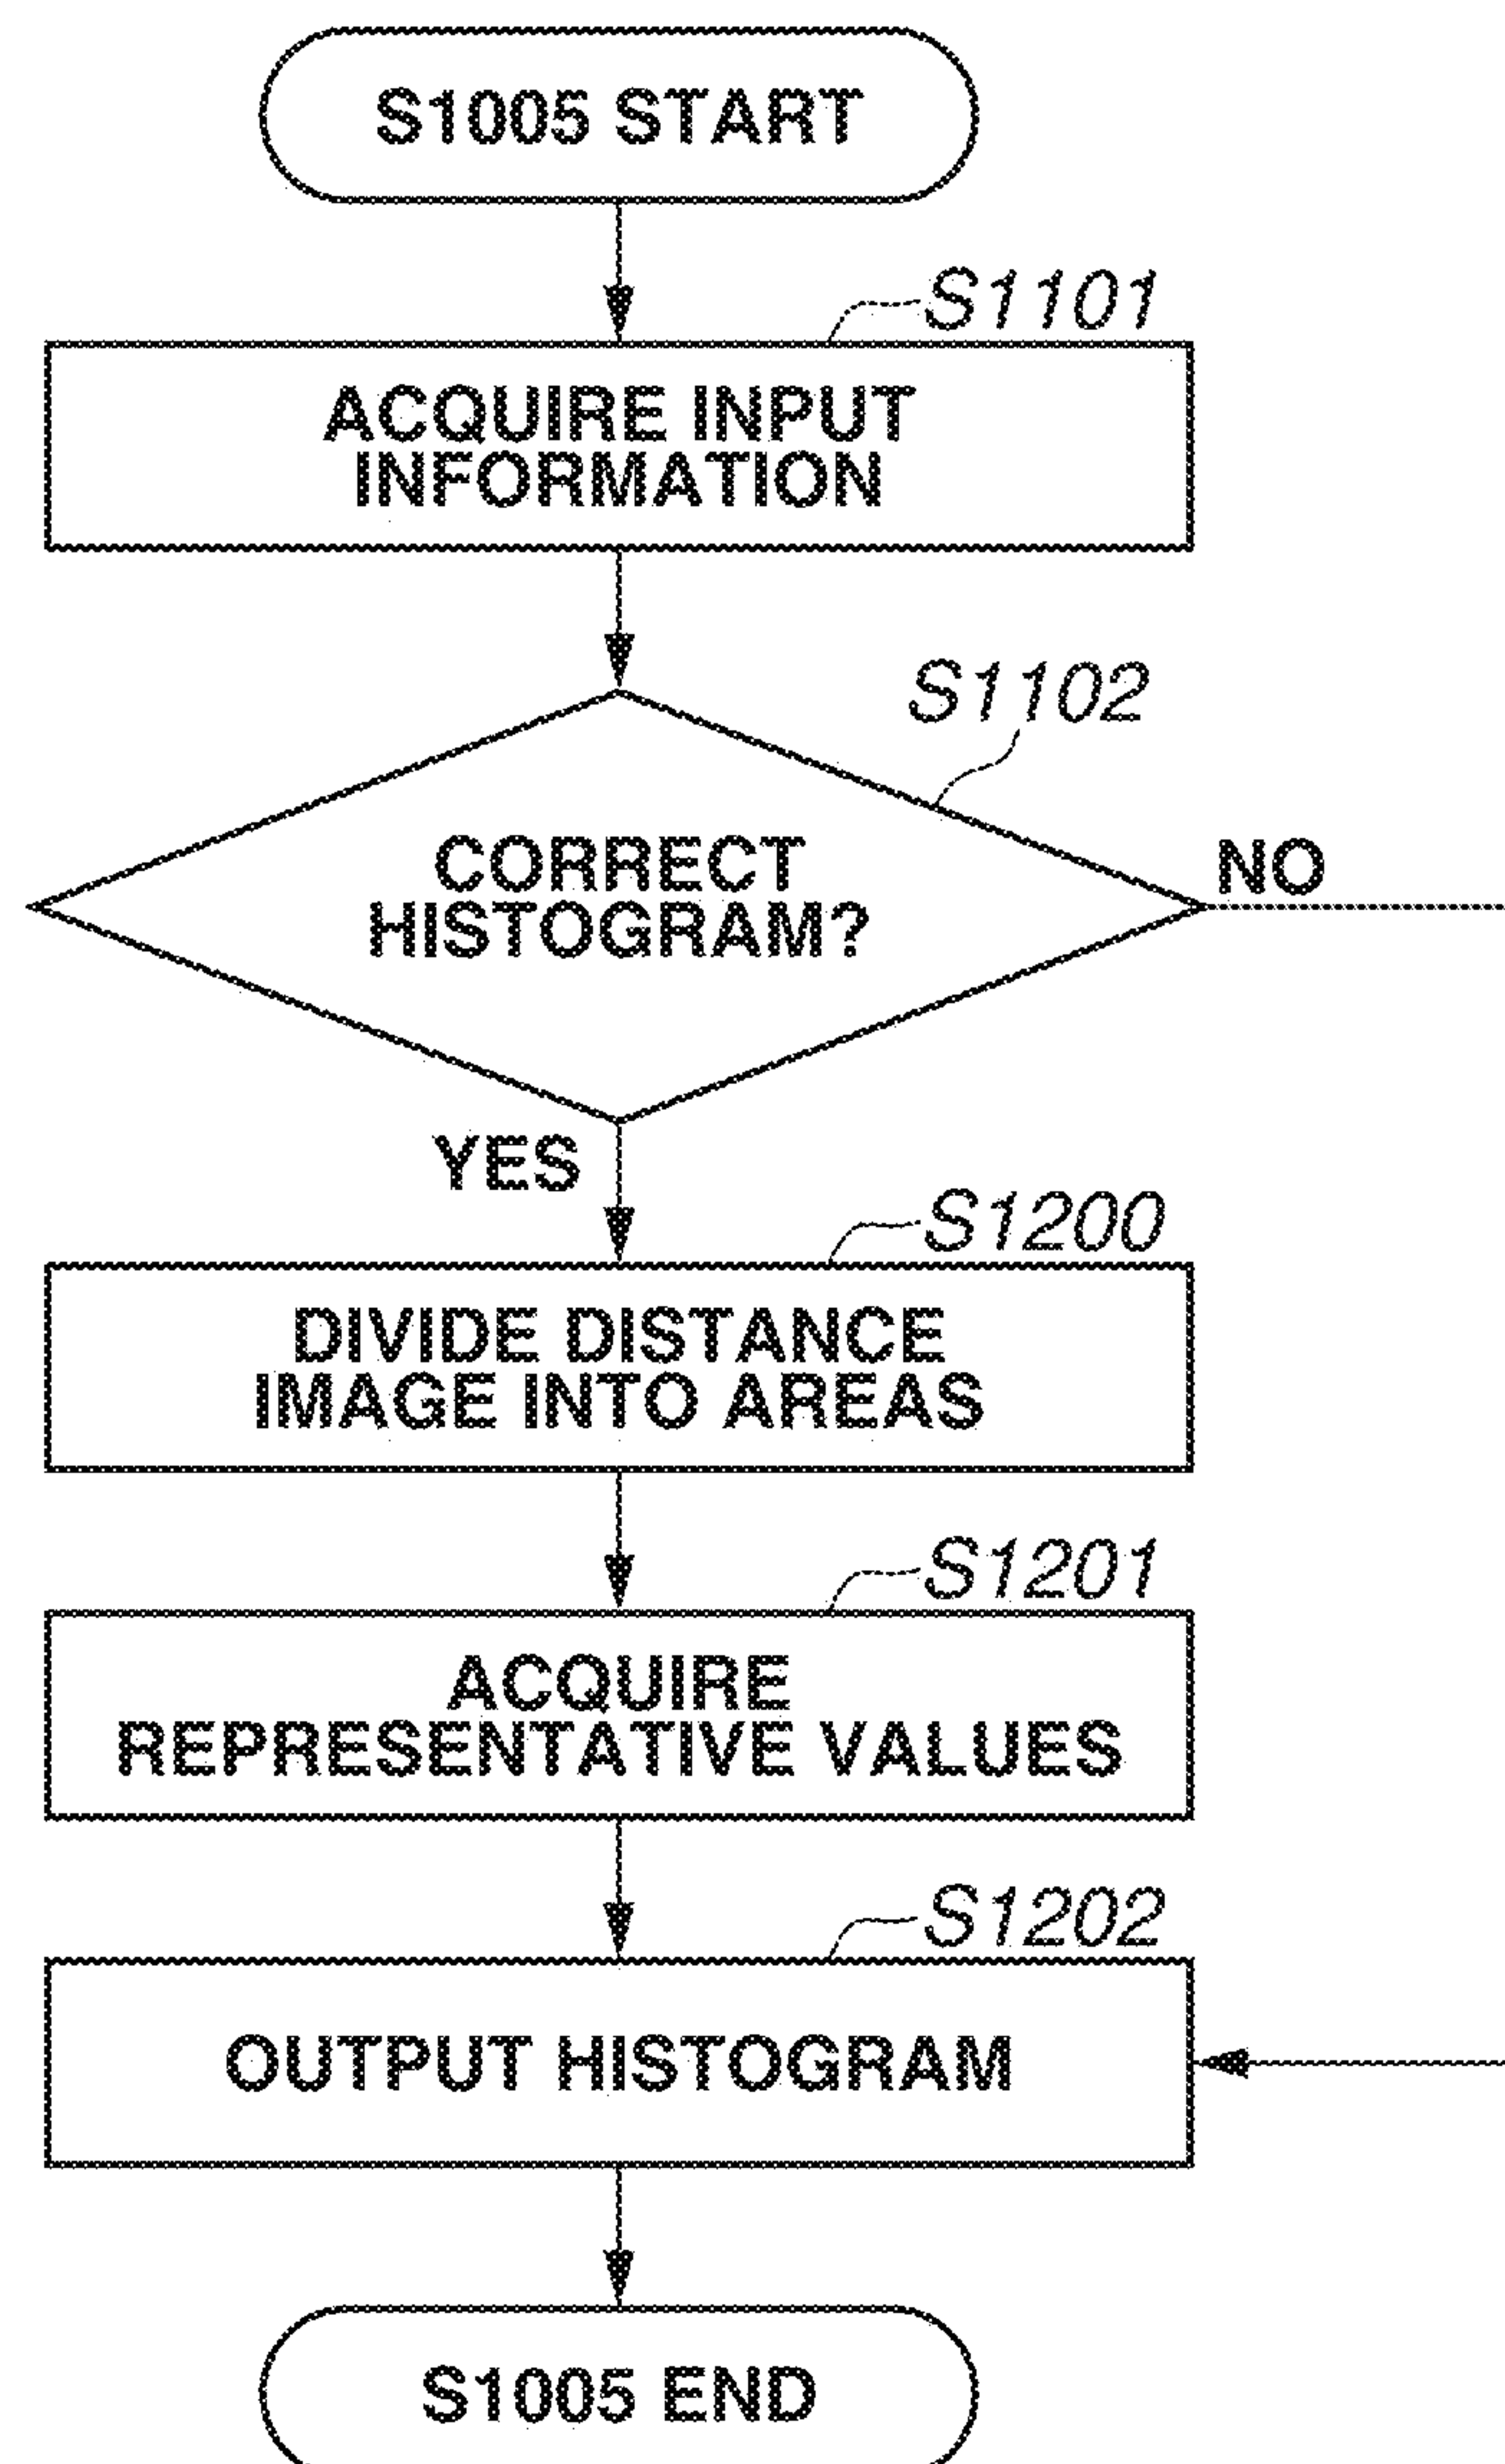 S1005 START
S1101
ACQUIRE INPUT
INFORMATION
S1102
CORRECT
HISTOGRAM?
NO
YES
S1200
DIVIDE DISTANCE
IMAGE INTO AREAS
S1201
ACQUIRE
REPRESENTATIVE VALUES
S1202
OUTPUT HISTOGRAM
S1005 END